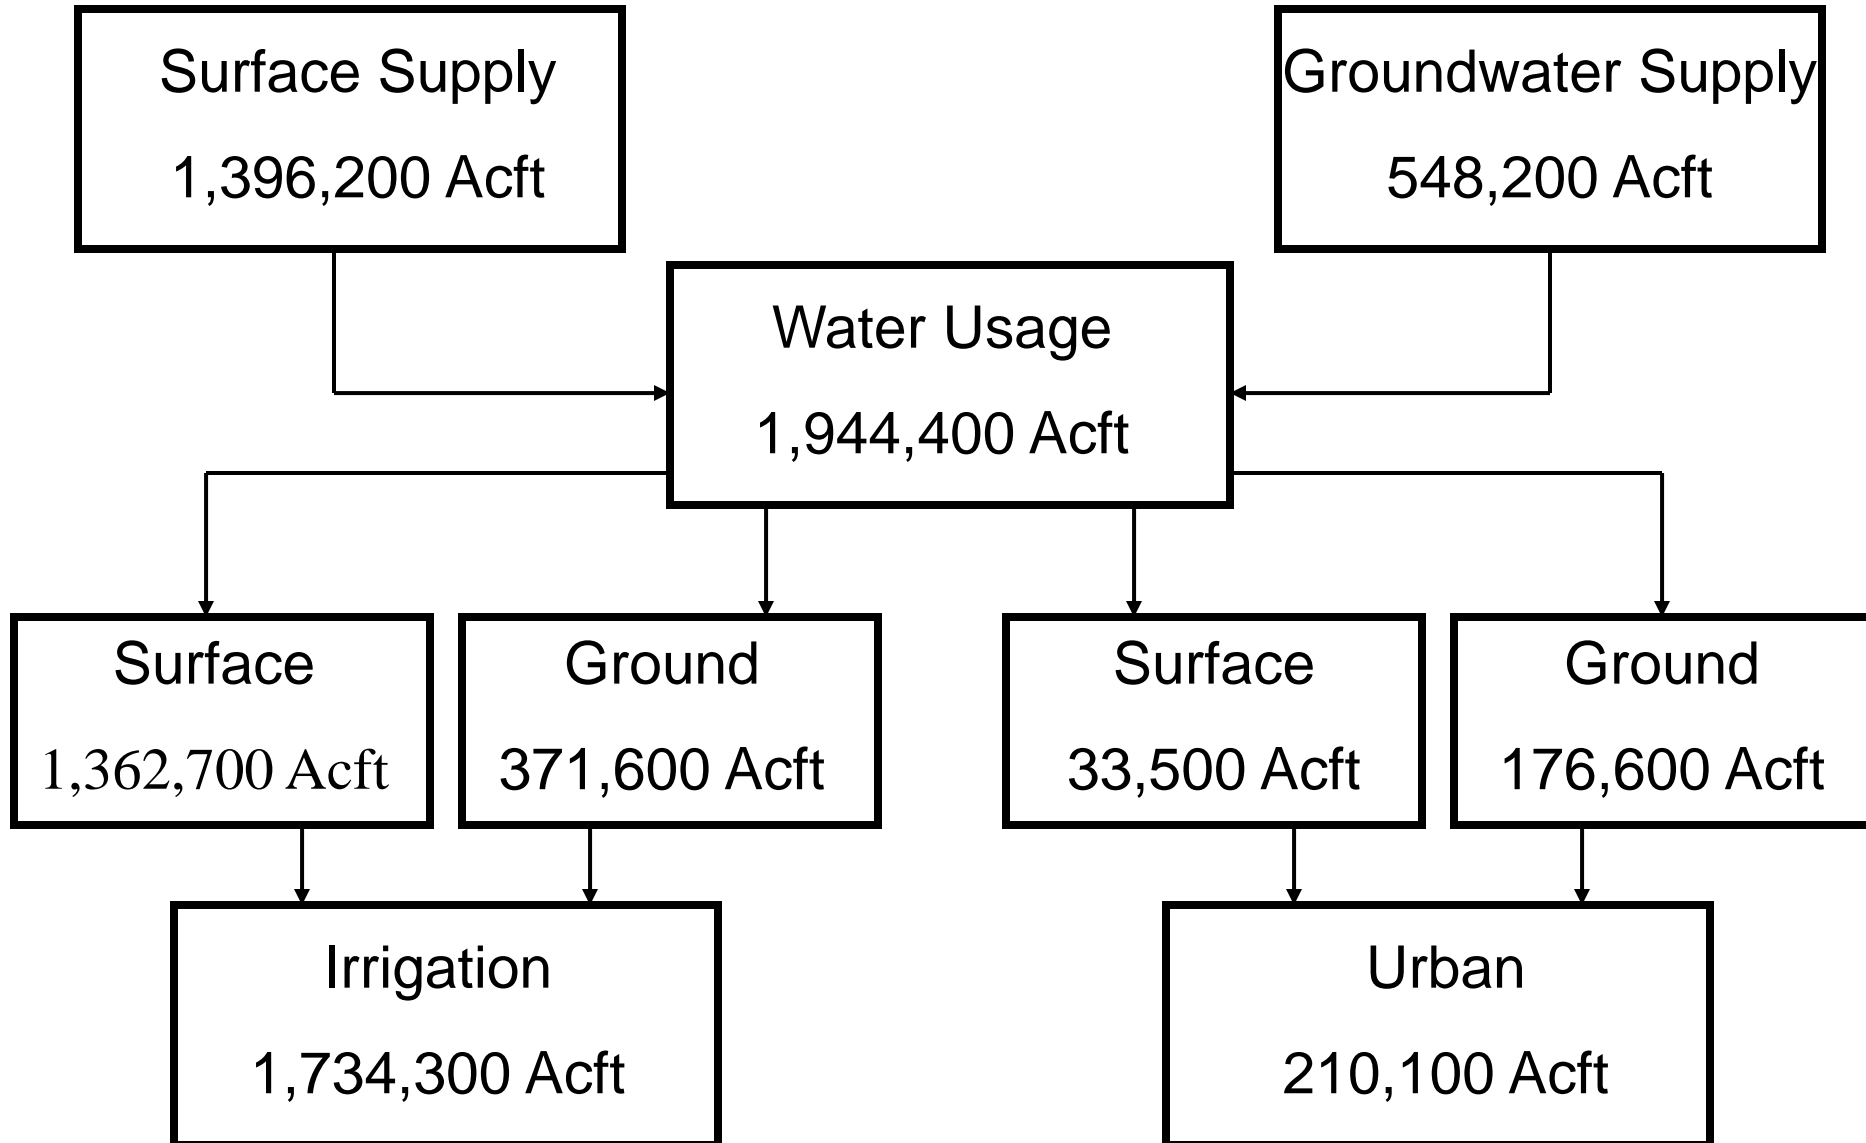 Surface Supply
1,396,200 Acft
Groundwater Supply
548,200 Acft
Water Usage
1,944,400 Acft
Surface
1,362,700 Acft
Ground
371,600 Acft
Surface
33,500 Acft
Ground
176,600 Acft
Irrigation
1,734,300 Acft
Urban
210,100 Acft